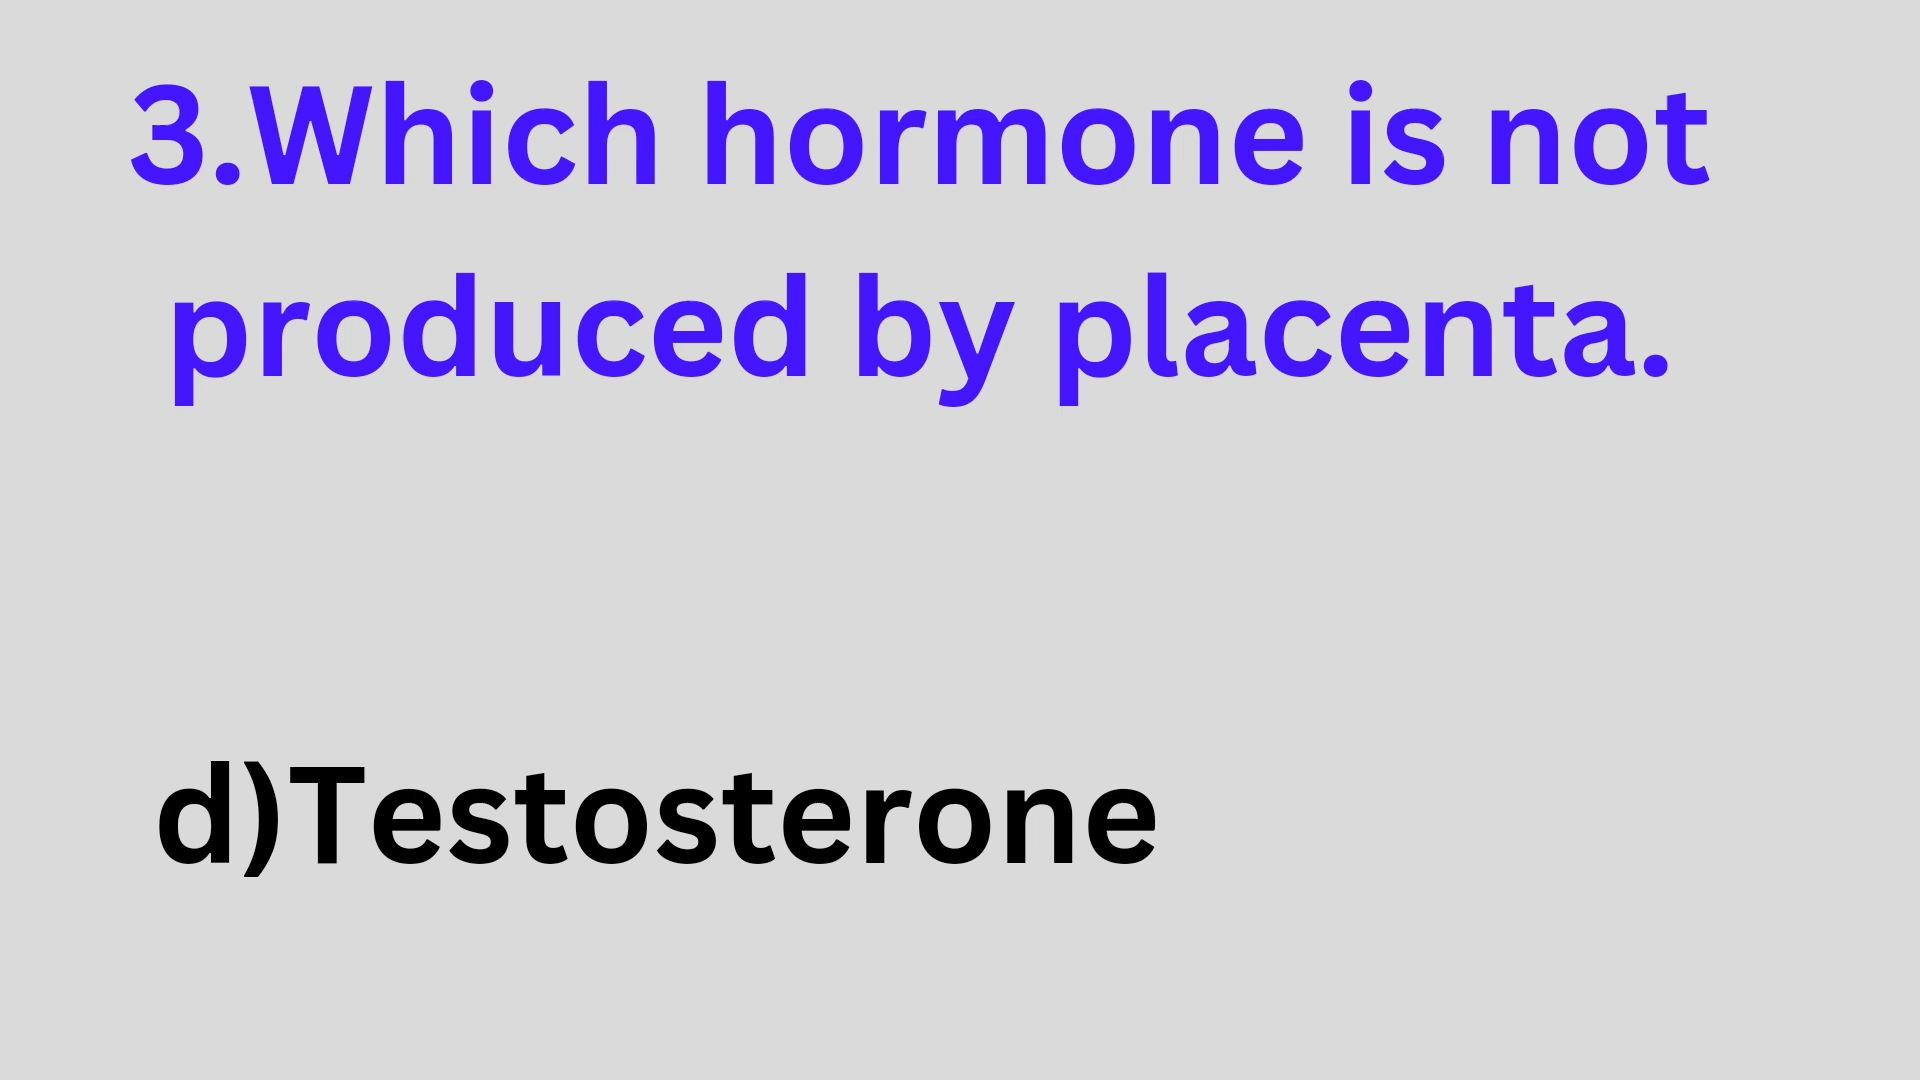 3.Which hormone is not
produced by placenta.
d)Testosterone